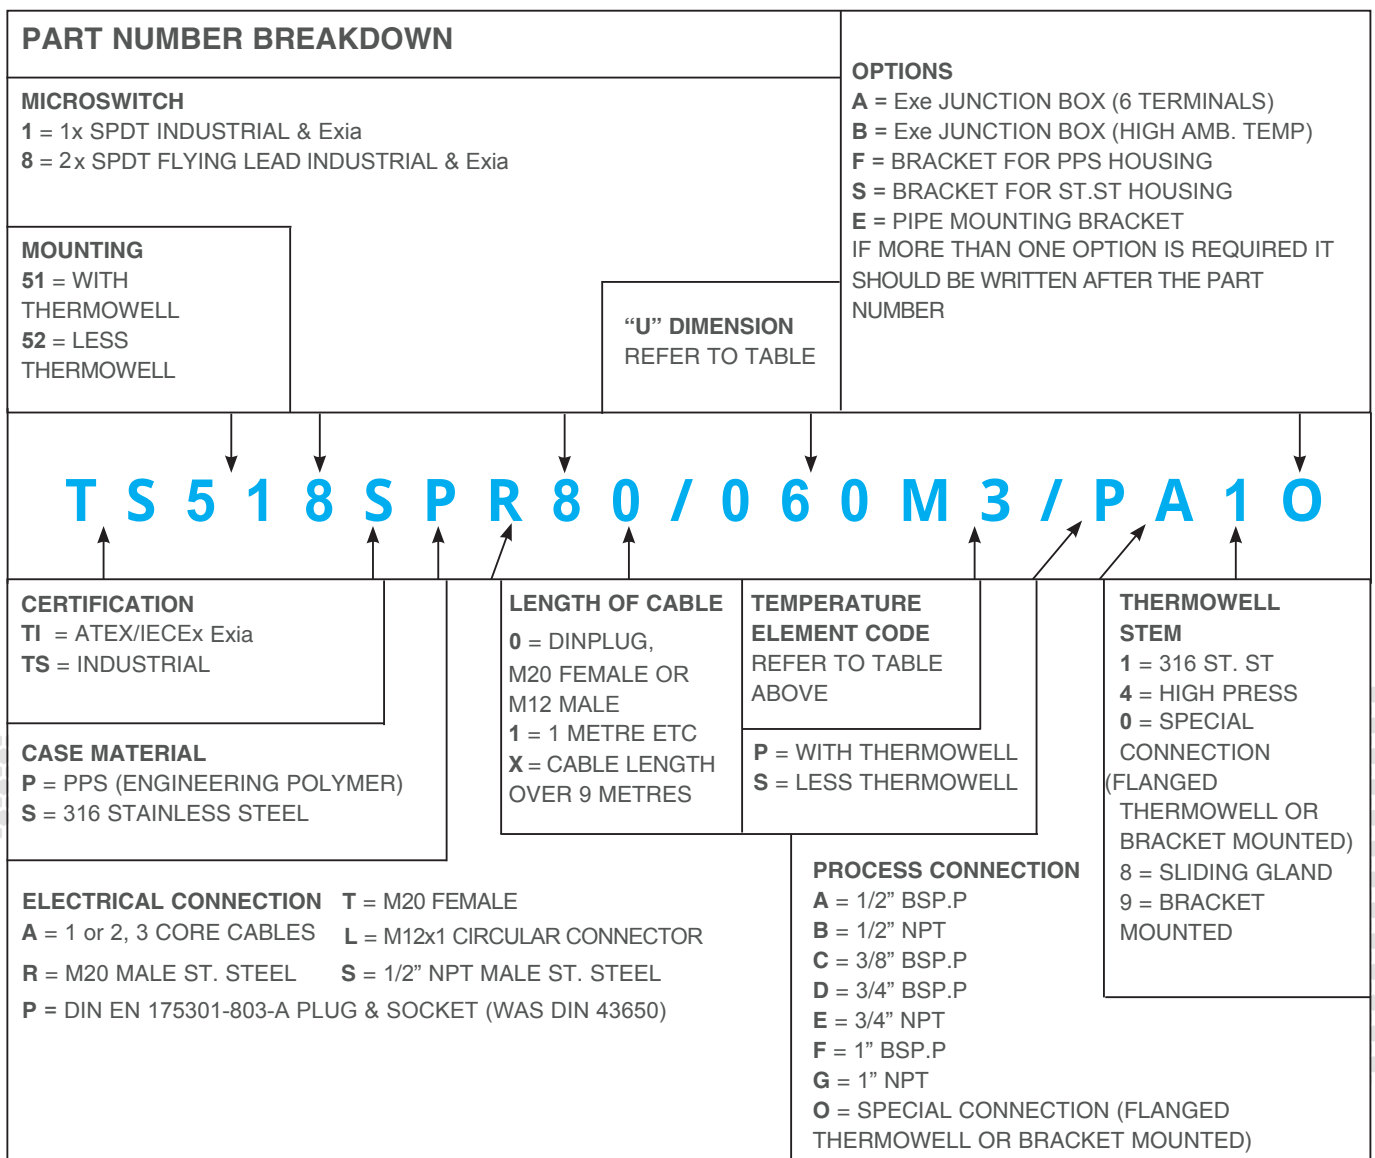 PART NUMBER BREAKDOWN
MICROSWITCH
1 = 1x SPDT INDUSTRIAL & Exia
8 = 2x SPDT FLYING LEAD INDUSTRIAL & Exia
OPTIONS
A = Exe JUNCTION BOX (6 TERMINALS)
B = Exe JUNCTION BOX (HIGH AMB. TEMP)
F = BRACKET FOR PPS HOUSING
S = BRACKET FOR ST.ST HOUSING
E = PIPE MOUNTING BRACKET
IF MORE THAN ONE OPTION IS REQUIRED IT
SHOULD BE WRITTEN AFTER THE PART
NUMBER
MOUNTING
51 = WITH
THERMOWELL
52 = LESS
THERMOWELL
“U” DIMENSION
REFER TO TABLE
T S 5 1 8 S P R 8 0 / 0 6 0 M 3 / P A 1 O
CERTIFICATION
TI = ATEX/IECEx Exia
TS = INDUSTRIAL
CASE MATERIAL
P = PPS (ENGINEERING POLYMER)
S = 316 STAINLESS STEEL
ELECTRICAL CONNECTION
A = 1 or 2, 3 CORE CABLES
R = M20 MALE ST. STEEL
P = DIN EN 175301-803-A PLUG & SOCKET (WAS DIN 43650)
T = M20 FEMALE
L = M12x1 CIRCULAR CONNECTOR
S = 1/2” NPT MALE ST. STEEL
LENGTH OF CABLE
0 = DINPLUG,
M20 FEMALE OR
M12 MALE
1 = 1 METRE ETC
X = CABLE LENGTH
OVER 9 METRES
TEMPERATURE
ELEMENT CODE
REFER TO TABLE
ABOVE
P = WITH THERMOWELL
S = LESS THERMOWELL
PROCESS CONNECTION
A = 1/2” BSP.P
B = 1/2” NPT
C = 3/8” BSP.P
D = 3/4” BSP.P
E = 3/4” NPT
F = 1” BSP.P
G = 1” NPT
O = SPECIAL CONNECTION (FLANGED
THERMOWELL OR BRACKET MOUNTED)
THERMOWELL
STEM
1 = 316 ST. ST
4 = HIGH PRESS
0 = SPECIAL
CONNECTION
(FLANGED
THERMOWELL OR
BRACKET MOUNTED)
8 = SLIDING GLAND
9 = BRACKET
MOUNTED